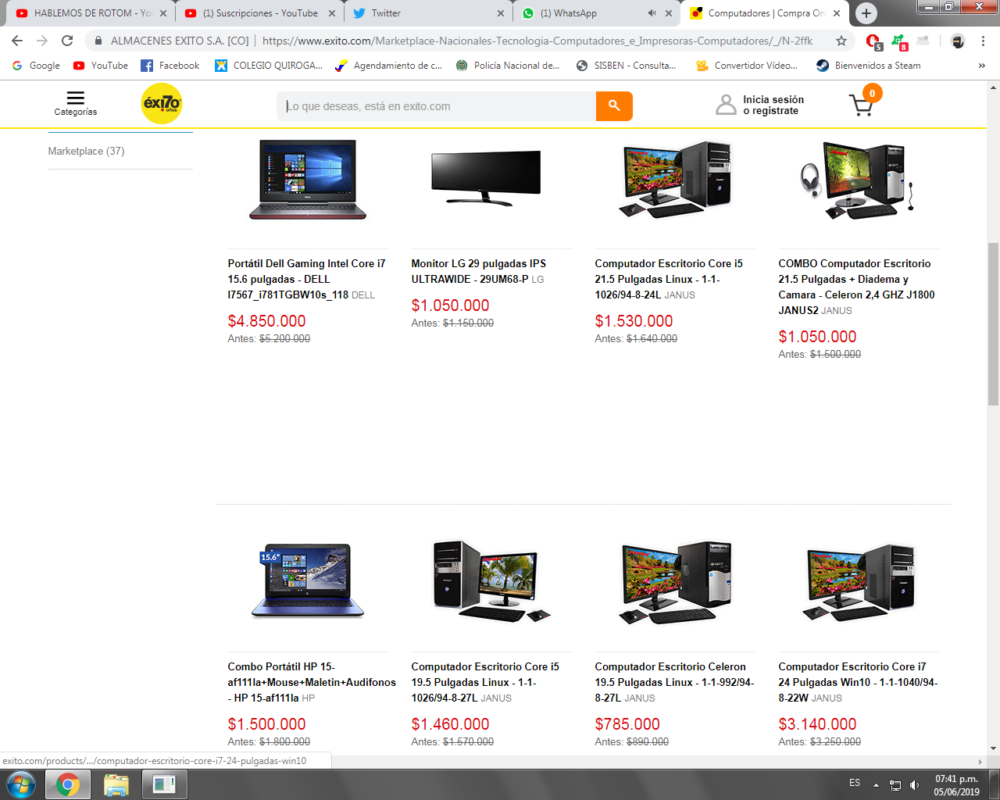 HABLEMOS DE ROTOM - Yo
(1) Suscripciones - YouTube
Twitter
(1) WhatsApp
Computadores | Compra On
ALMACENES EXITO S.A. [CO]
https://www.exito.com/Marketplace-Nacionales-Tecnologia-Computadores_e_Impresoras-Computadores/_/N-2ffk
5
8
Google
YouTube
Facebook
COLEGIO QUIROGA...
Agendamiento de c...
Policía Nacional de...
SISBEN - Consulta...
Convertidor Vídeo...
Bienvenidos a Steam
»
Categorías
éxi7o
años
Lo que deseas, está en exito.com
Inicia sesión
o registrate
0
Marketplace (37)
Portátil Dell Gaming Intel Core i7
15.6 pulgadas - DELL
I7567_i781TGBW10s_118 DELL
$4.850.000
Antes: $5.200.000
Monitor LG 29 pulgadas IPS
ULTRAWIDE - 29UM68-P LG
$1.050.000
Antes: $1.150.000
Computador Escritorio Core i5
21.5 Pulgadas Linux - 1-1-
1026/94-8-24L JANUS
$1.530.000
Antes: $1.640.000
COMBO Computador Escritorio
21.5 Pulgadas + Diadema y
Camara - Celeron 2,4 GHZ J1800
JANUS2 JANUS
$1.050.000
Antes: $1.500.000
15.6"
Combo Portátil HP 15-
af111la+Mouse+Maletin+Audifonos
- HP 15-af111la HP
$1.500.000
Antes: $1.800.000
Computador Escritorio Core i5
19.5 Pulgadas Linux - 1-1-
1026/94-8-27L JANUS
$1.460.000
Antes: $1.570.000
Computador Escritorio Celeron
19.5 Pulgadas Linux - 1-1-992/94-
8-27L JANUS
$785.000
Antes: $890.000
Computador Escritorio Core i7
24 Pulgadas Win10 - 1-1-1040/94-
8-22W JANUS
$3.140.000
Antes: $3.250.000
exito.com/products/.../computador-escritorio-core-i7-24-pulgadas-win10
ES
07:41 p.m.
05/06/2019